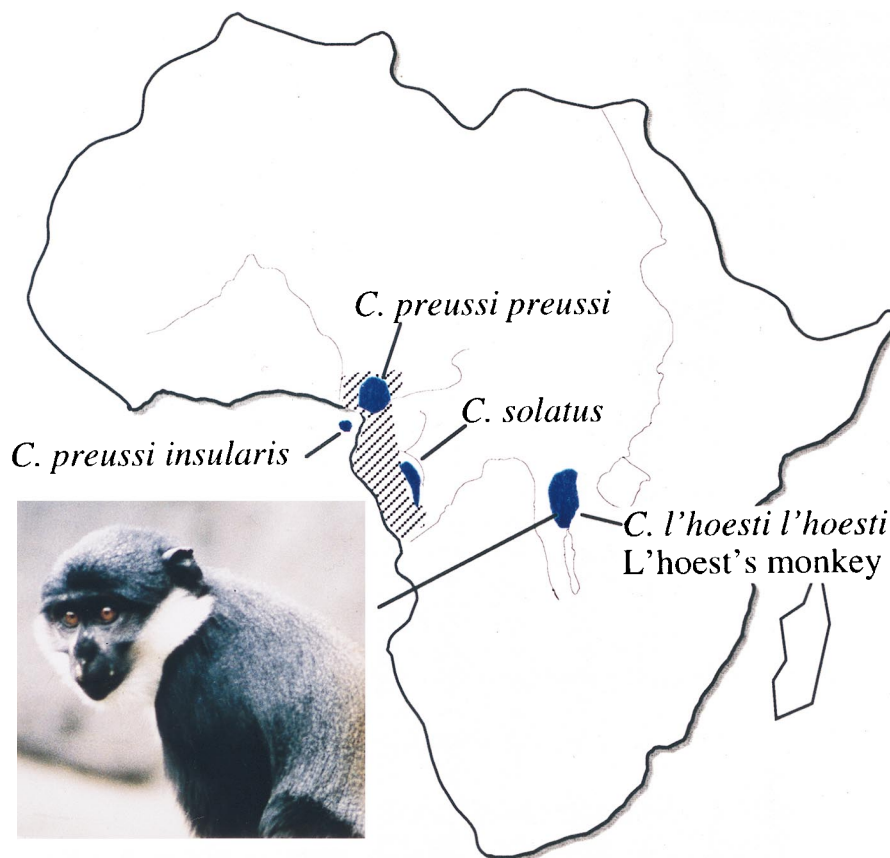 C. preussi preussi
C. solatus
C. preussi insularis
C. l'hoesti l'hoesti
L'hoest's monkey